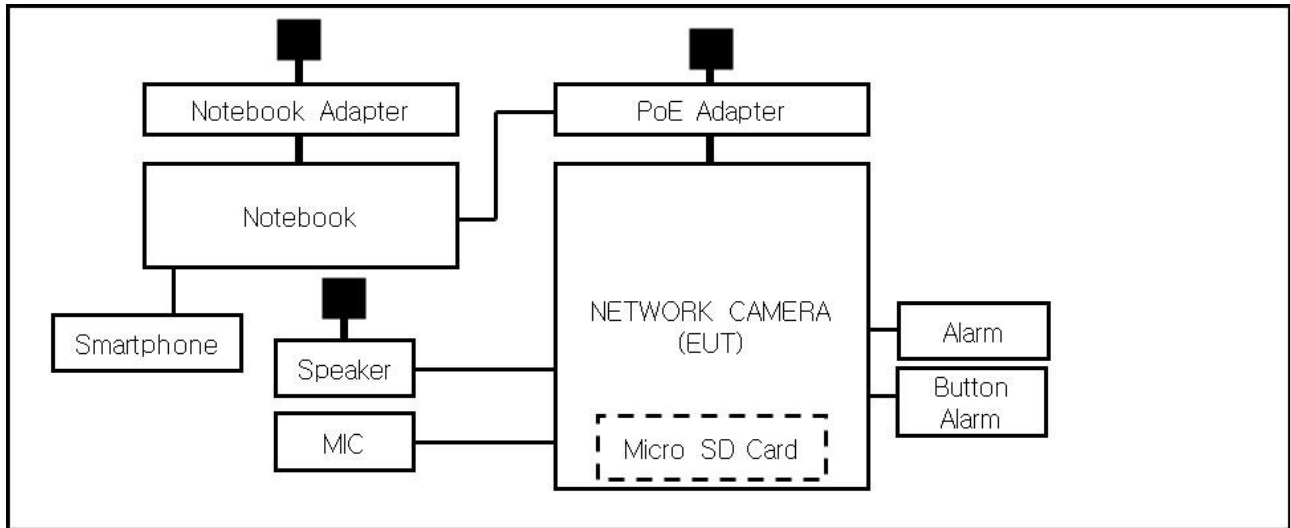 Notebook Adapter
PoE Adapter
Notebook
NETWORK CAMERA
(EUT)
Smartphone
Speaker
Alarm
MIC
Button
Alarm
Micro SD Card